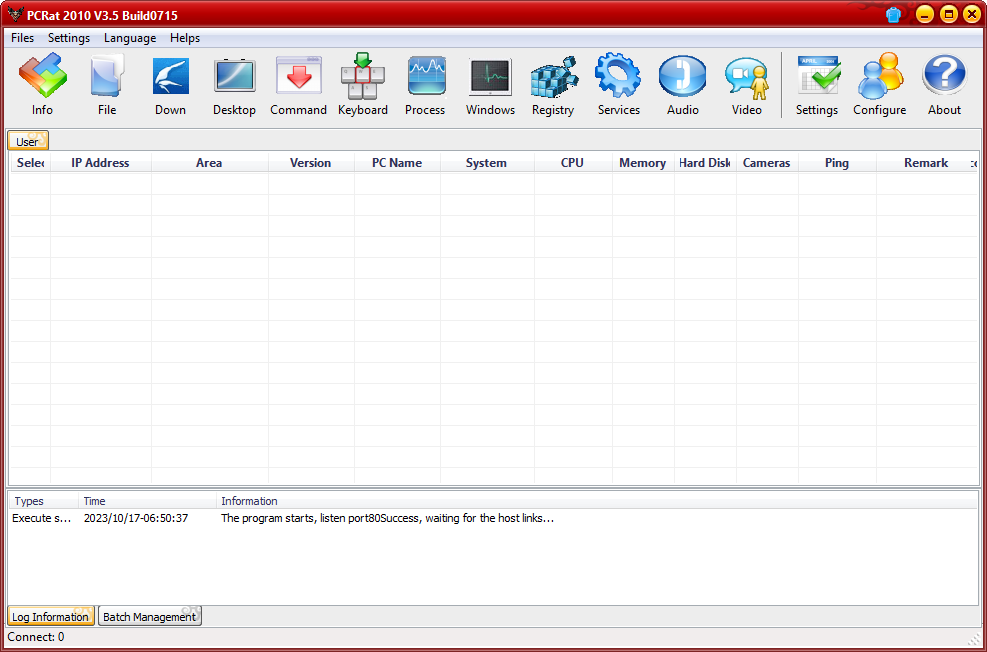 PCRat 2010 V3.5 Build0715
Files Settings Language Helps
APRIL
Info File Down Desktop Command Keyboard Process Windows Registry Services Audio Video Settings Configure About
User
Selec IP Address Area Version PC Name System CPU Memory Hard Disk Cameras Ping Remark
Types Time Information
Execute s... 2023/10/17-06:50:37 The program starts, listen port80Success, waiting for the host links...
Log Information Batch Management
Connect: 0